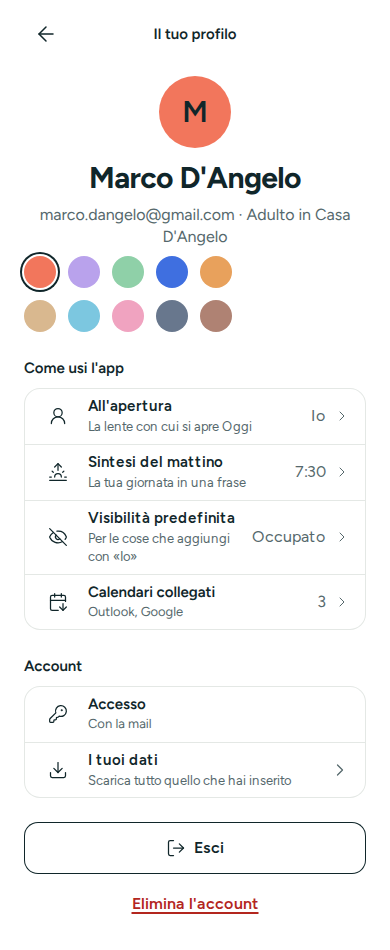 Il tuo profilo
M
Marco D'Angelo
marco.dangelo@gmail.com · Adulto in Casa
D'Angelo
Come usi l'app
All'apertura
La lente con cui si apre Oggi
Io
Sintesi del mattino
La tua giornata in una frase
7:30
Visibilità predefinita
Per le cose che aggiungi
con «Io»
Occupato
Calendari collegati
Outlook, Google
3
Account
Accesso
Con la mail
I tuoi dati
Scarica tutto quello che hai inserito
Esci
Elimina l'account